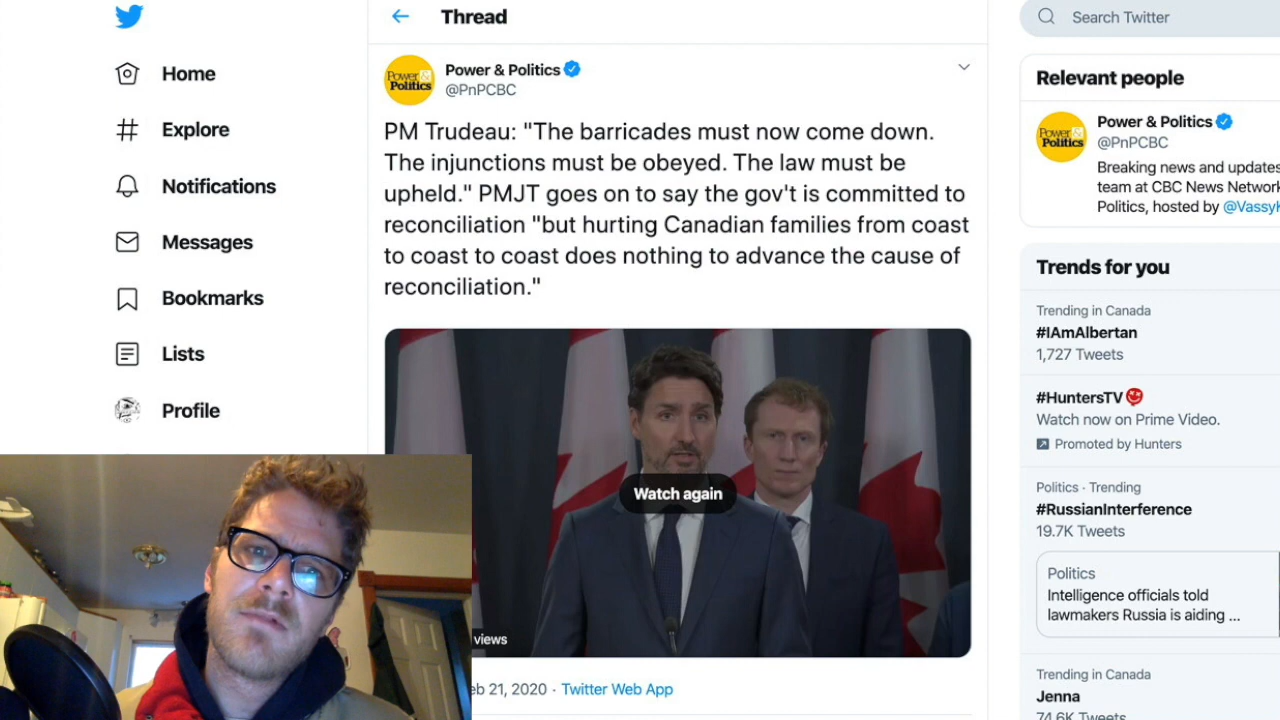 Thread
Search Twitter
Home
Explore
Notifications
Messages
Bookmarks
Lists
Profile
Power & Politics
Power & Politics
@PnPCBC
PM Trudeau: "The barricades must now come down.
The injunctions must be obeyed. The law must be
upheld." PMJT goes on to say the gov't is committed to
reconciliation "but hurting Canadian families from coast
to coast to coast does nothing to advance the cause of
reconciliation."
Watch again
views
eb 21, 2020 · Twitter Web App
Relevant people
Power & Politics
Power & Politics
@PnPCBC
Breaking news and updates
team at CBC News Network
Politics, hosted by @VassyK
Trends for you
Trending in Canada
#IAmAlbertan
1,727 Tweets
#HuntersTV
Watch now on Prime Video.
Promoted by Hunters
Politics · Trending
#RussianInterference
19.7K Tweets
Politics
Intelligence officials told
lawmakers Russia is aiding ...
Trending in Canada
Jenna
74.6K Tweets